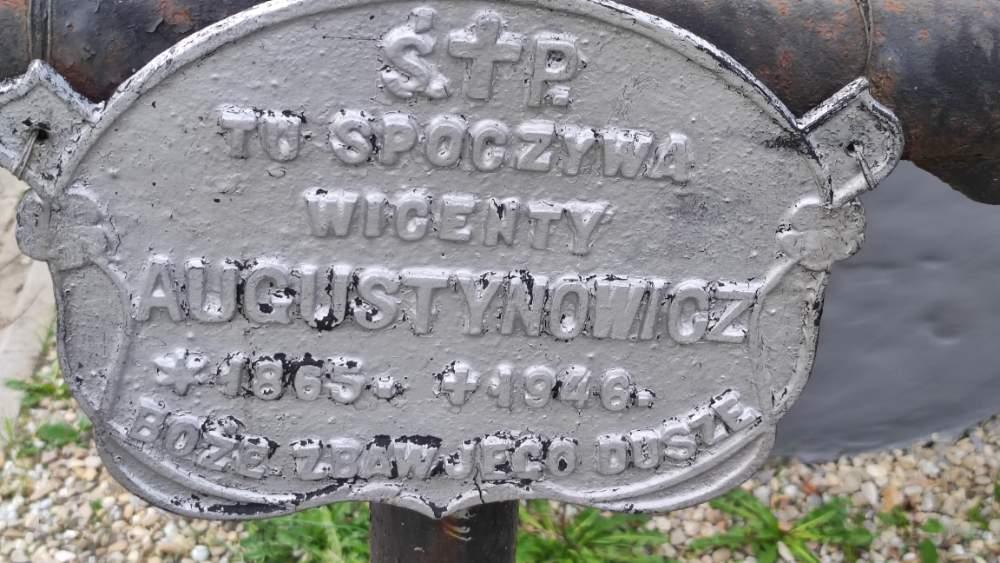 Ś.✝P.
TU SPOCZYWA
WICENTY
AUGUSTYNOWICZ
* 1865. ✝ 1946.
BOŻE. ZBAW JEGO DUSZE